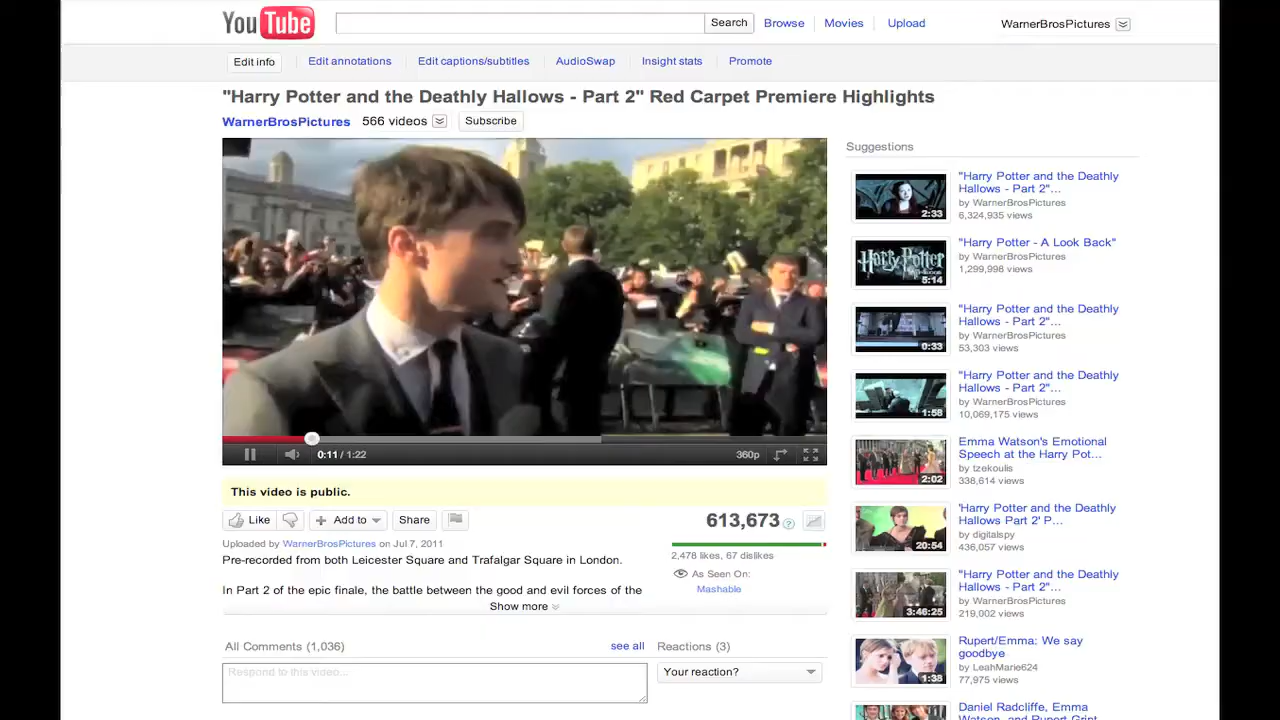 YouTube
Search
Browse
Movies
Upload
WarnerBrosPictures
Edit info
Edit annotations
Edit captions/subtitles
AudioSwap
Insight stats
Promote
"Harry Potter and the Deathly Hallows - Part 2" Red Carpet Premiere Highlights
WarnerBrosPictures 566 videos
Subscribe
0:11 / 1:22
360p
This video is public.
Like
Add to
Share
613,673
Uploaded by WarnerBrosPictures on Jul 7, 2011
Pre-recorded from both Leicester Square and Trafalgar Square in London.
In Part 2 of the epic finale, the battle between the good and evil forces of the
Show more
2,478 likes, 67 dislikes
As Seen On:
Mashable
All Comments (1,036)
see all
Respond to this video...
Reactions (3)
Your reaction?
Suggestions
2:33
"Harry Potter and the Deathly
Hallows - Part 2"...
by WarnerBrosPictures
6,324,935 views
Harry Potter
5:14
"Harry Potter - A Look Back"
by WarnerBrosPictures
1,299,998 views
0:33
"Harry Potter and the Deathly
Hallows - Part 2"...
by WarnerBrosPictures
53,303 views
1:56
"Harry Potter and the Deathly
Hallows - Part 2"...
by WarnerBrosPictures
10,069,175 views
2:02
Emma Watson's Emotional
Speech at the Harry Pot...
by tzekoulis
338,614 views
20:54
'Harry Potter and the Deathly
Hallows Part 2' P...
by digitalspy
436,057 views
3:46:25
"Harry Potter and the Deathly
Hallows - Part 2"...
by WarnerBrosPictures
219,002 views
1:38
Rupert/Emma: We say
goodbye
by LeahMarie624
77,975 views
Daniel Radcliffe, Emma
Watson, and Rupert Grint